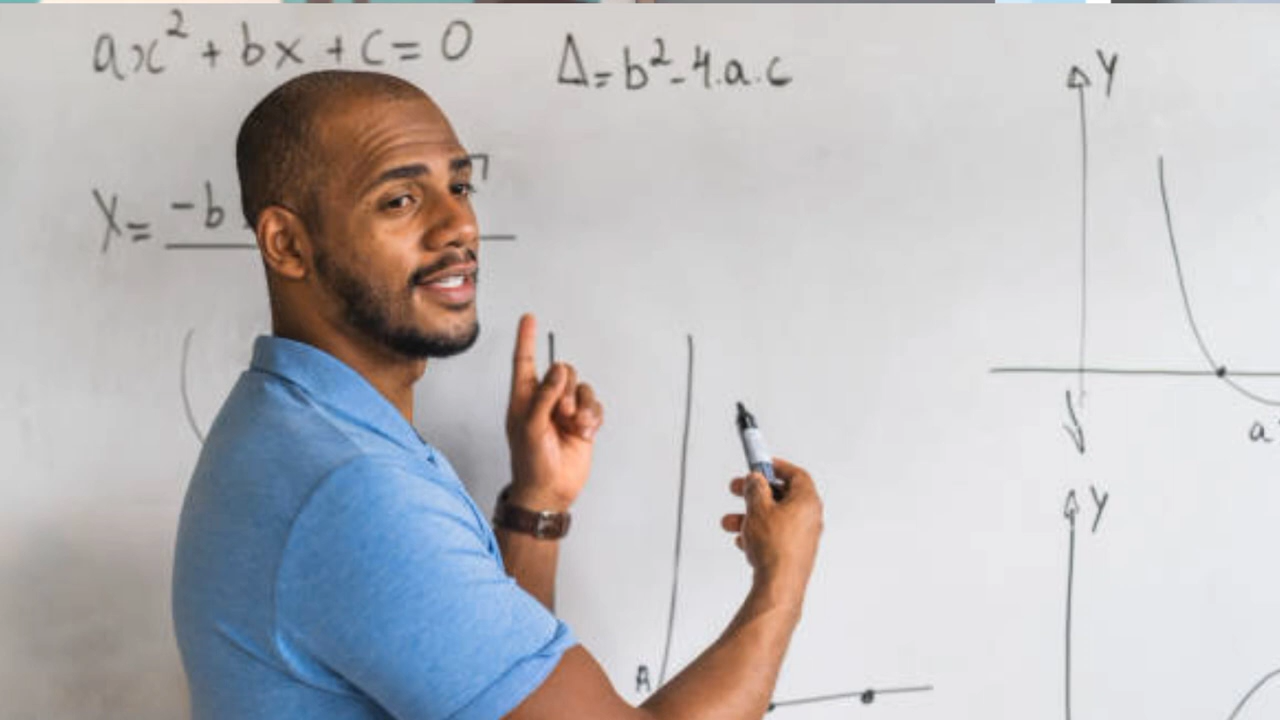 ax² + bx + c = 0
Δ=b²-4.a.c
X= -b
Y
a
Y
A